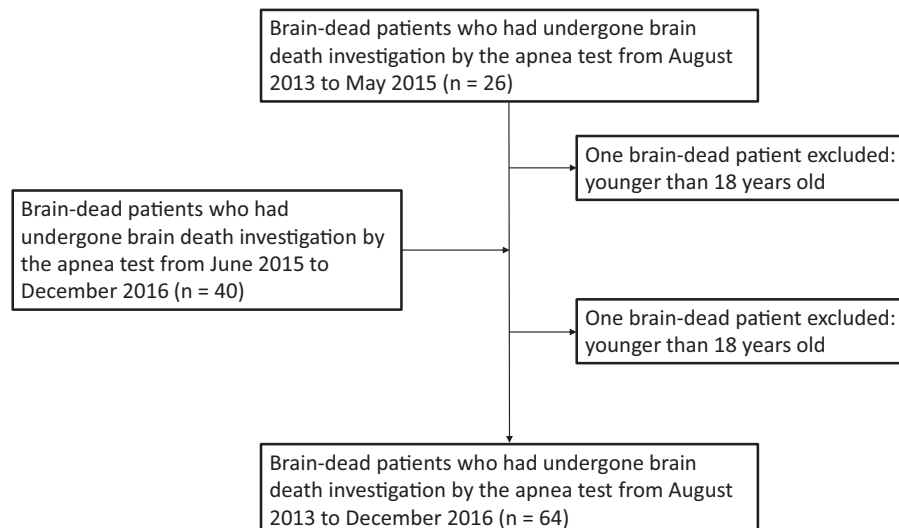 Brain-dead patients who had undergone brain
death investigation by the apnea test from August
2013 to May 2015 (n = 26)
One brain-dead patient excluded:
younger than 18 years old
Brain-dead patients who had
undergone brain death investigation by
the apnea test from June 2015 to
December 2016 (n = 40)
One brain-dead patient excluded:
younger than 18 years old
Brain-dead patients who had undergone brain
death investigation by the apnea test from August
2013 to December 2016 (n = 64)